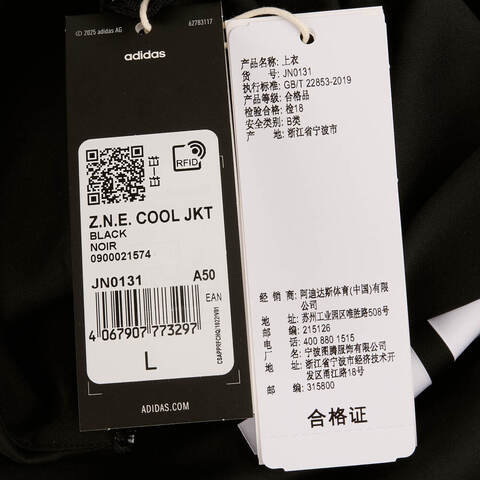 © 2025 adidas AG
62783117
adidas
RFID
Z.N.E. COOL JKT
BLACK
NOIR
0900021574
JN0131 A50
EAN
4 067907 773297
L
ADIDAS.COM
产品名称: 上衣
货 号: JN0131
执行标准: GB/T 22853-2019
产品等级: 合格品
检验合格: 检18
安全类别: B类
产 地: 浙江省宁波市
经 销 商: 阿迪达斯体育(中国)有限
公司
地 址: 苏州工业园区唯胜路508号
邮 编: 215126
电 话: 400 880 1515
厂 名: 宁波图腾服饰有限公司
地 址: 浙江省宁波市经济技术开
发区甬江路18号
邮 编: 315800
合格证